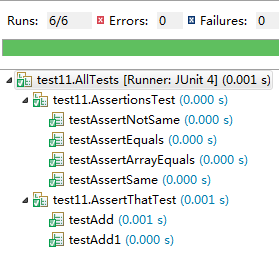 Runs: 6/6 Errors: 0 Failures: 0
test11.AllTests [Runner: JUnit 4] (0.001 s)
test11.AssertionsTest (0.000 s)
testAssertNotSame (0.000 s)
testAssertEquals (0.000 s)
testAssertArrayEquals (0.000 s)
testAssertSame (0.000 s)
test11.AssertThatTest (0.001 s)
testAdd (0.001 s)
testAdd1 (0.000 s)